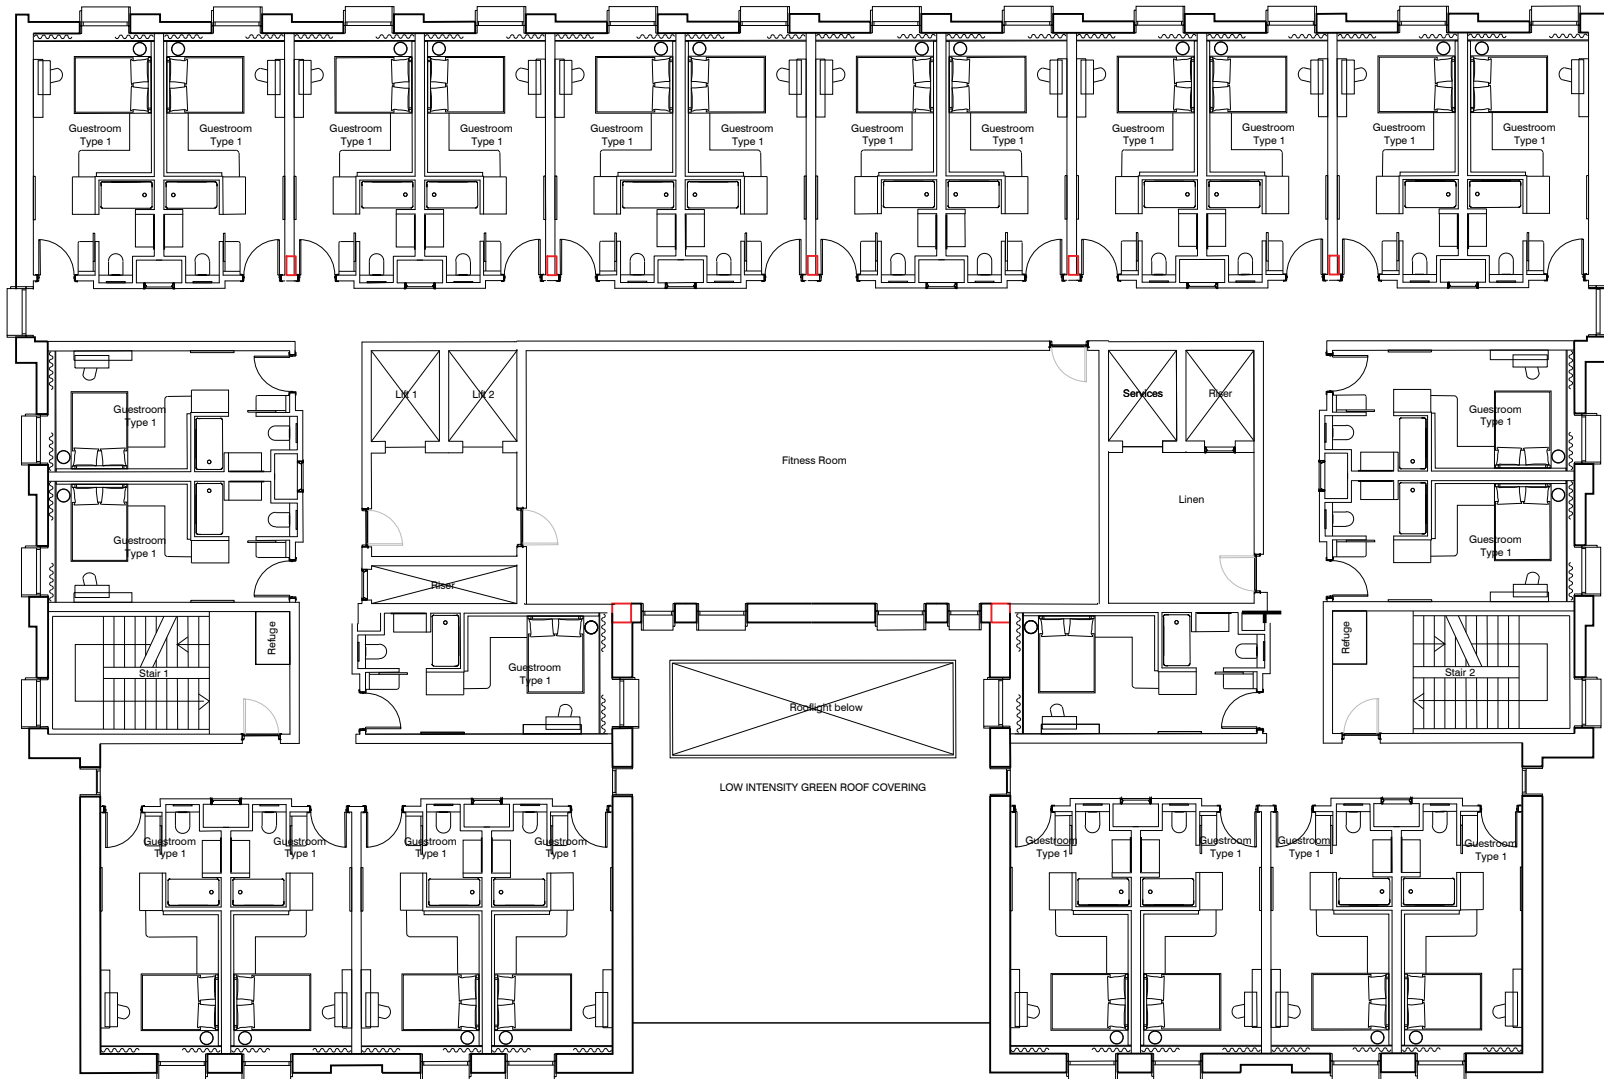 Guestroom
Type 1
Guestroom
Type 1
Guestroom
Type 1
Guestroom
Type 1
Guestroom
Type 1
Guestroom
Type 1
Guestroom
Type 1
Guestroom
Type 1
Guestroom
Type 1
Guestroom
Type 1
Guestroom
Type 1
Guestroom
Type 1
Guestroom
Type 1
Lift 1
Lift 2
Services
Riser
Guestroom
Type 1
Fitness Room
Linen
Guestroom
Type 1
Guestroom
Type 1
Riser
Refuge
Stair 1
Guestroom
Type 1
Refuge
Stair 2
Rooflight below
LOW INTENSITY GREEN ROOF COVERING
Guestroom
Type 1
Guestroom
Type 1
Guestroom
Type 1
Guestroom
Type 1
Guestroom
Type 1
Guestroom
Type 1
Guestroom
Type 1
Guestroom
Type 1